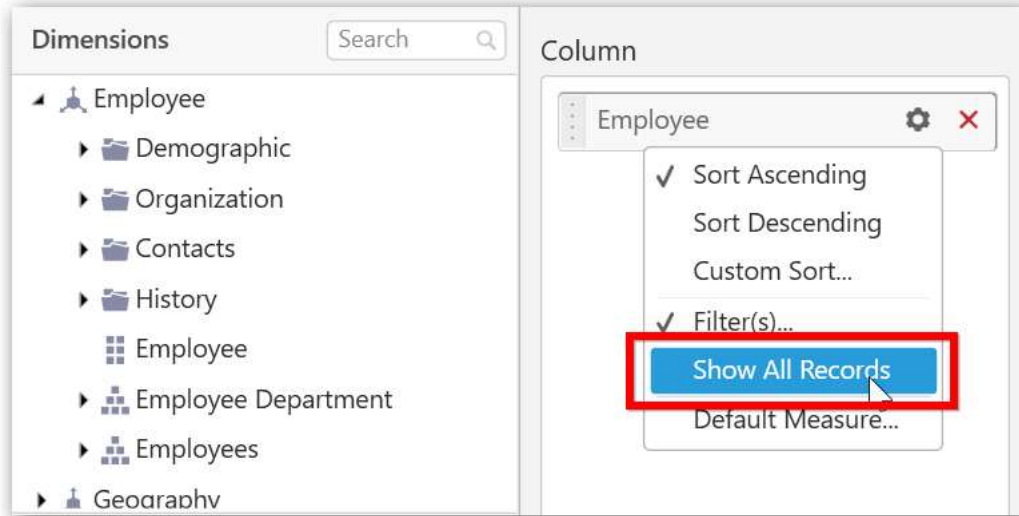 Dimensions
Search
Employee
Demographic
Organization
Contacts
History
Employee
Employee Department
Employees
Geography
Column
Employee
Sort Ascending
Sort Descending
Custom Sort...
Filter(s)...
Show All Records
Default Measure...